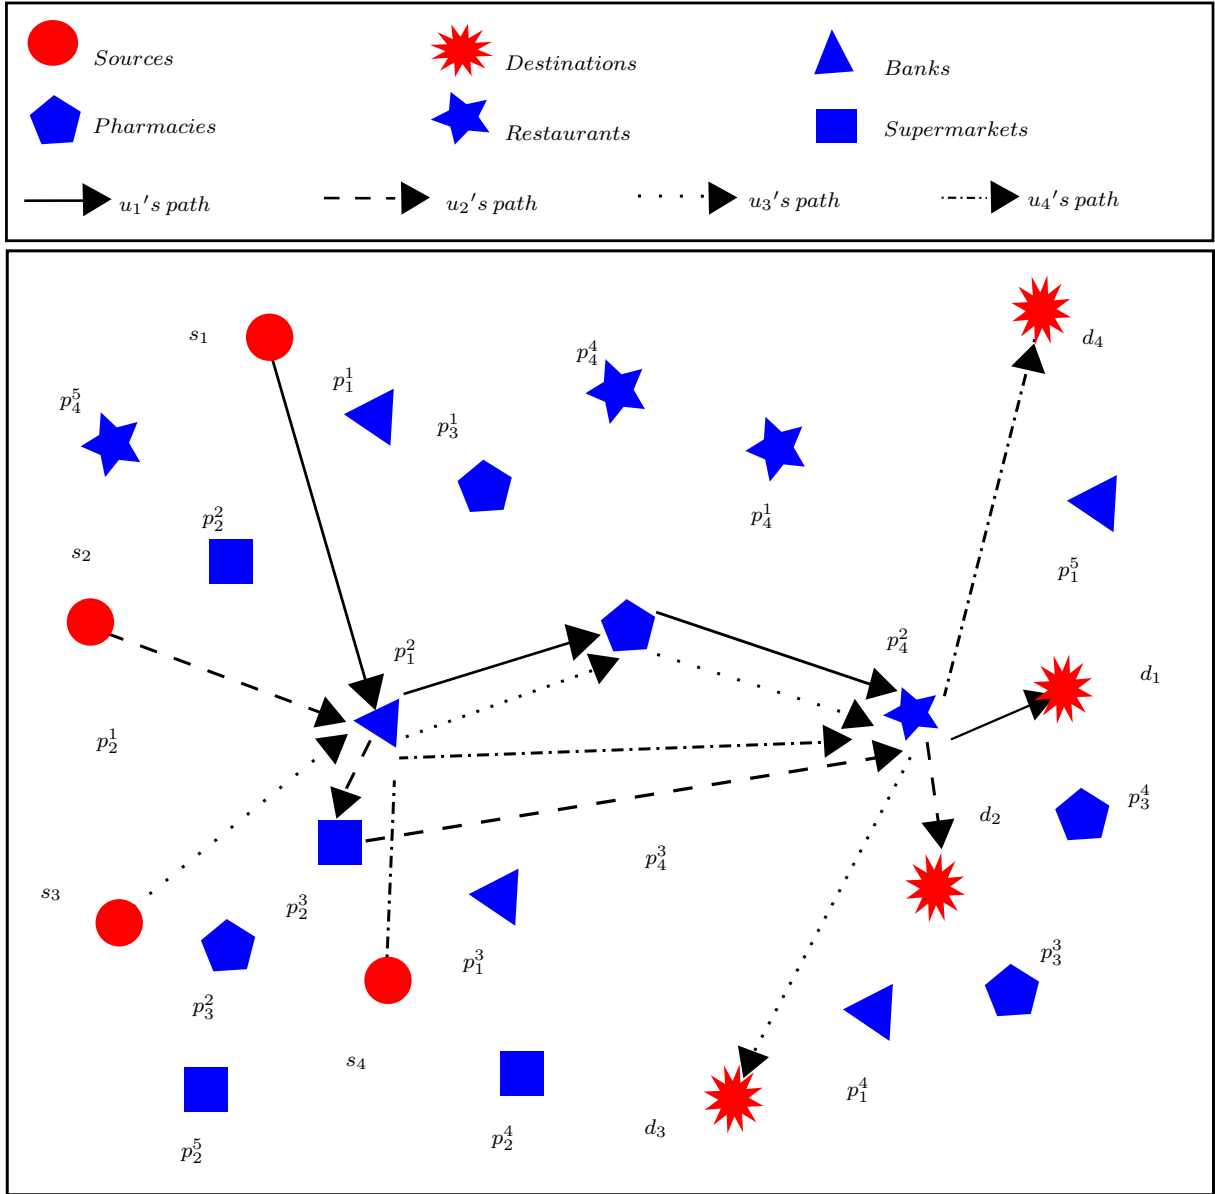 Sources
Destinations
Banks
Pharmacies
Restaurants
Supermarkets
u₁'s path
u₂'s path
u₃'s path
u₄'s path
s₁
d₄
p₄⁴
p₁¹
p₄⁵
p₃¹
p₂²
p₄¹
s₂
p₁⁵
p₁²
p₄²
d₁
p₂¹
p₃⁴
d₂
p₄³
s₃
p₂³
p₁³
p₃³
p₃²
s₄
p₁⁴
d₃
p₂⁴
p₂⁵